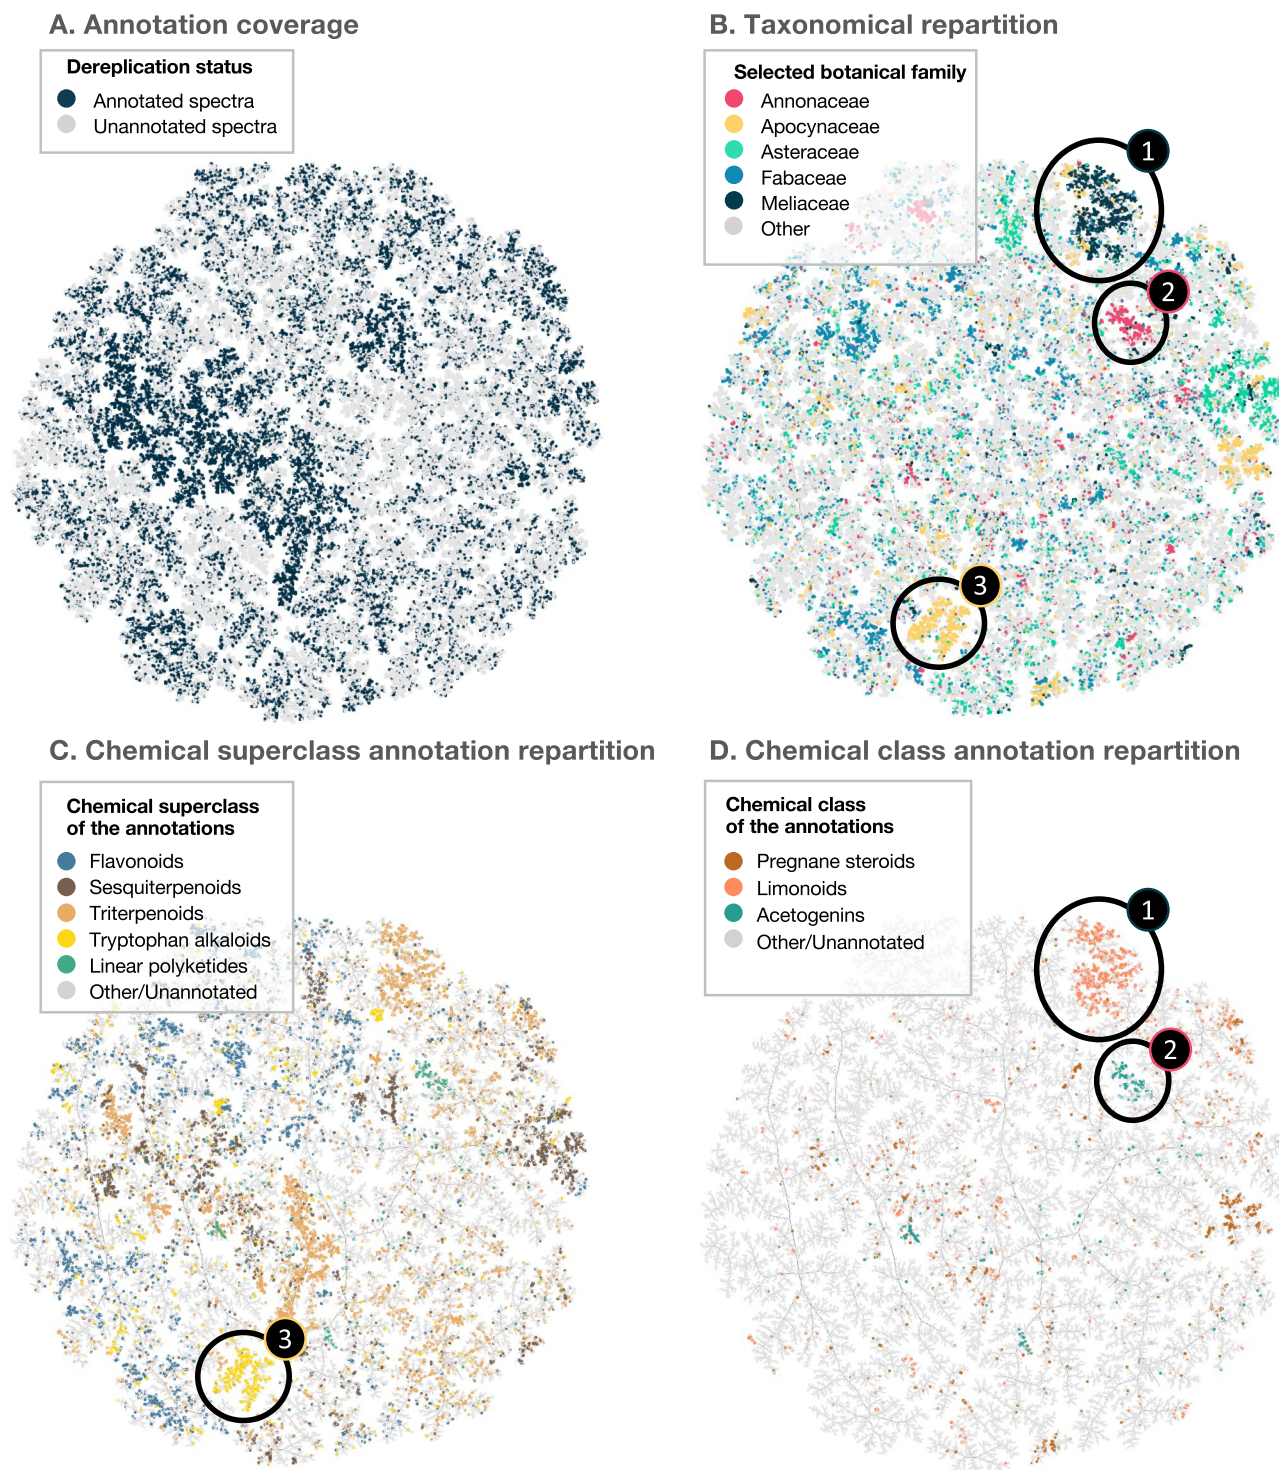 A. Annotation coverage
Dereplication status
Annotated spectra
Unannotated spectra
B. Taxonomical repartition
Selected botanical family
Annonaceae
Apocynaceae
Asteraceae
Fabaceae
Meliaceae
Other
1
2
3
C. Chemical superclass annotation repartition
Chemical superclass
of the annotations
Flavonoids
Sesquiterpenoids
Triterpenoids
Tryptophan alkaloids
Linear polyketides
Other/Unannotated
3
D. Chemical class annotation repartition
Chemical class
of the annotations
Pregnane steroids
Limonoids
Acetogenins
Other/Unannotated
1
2